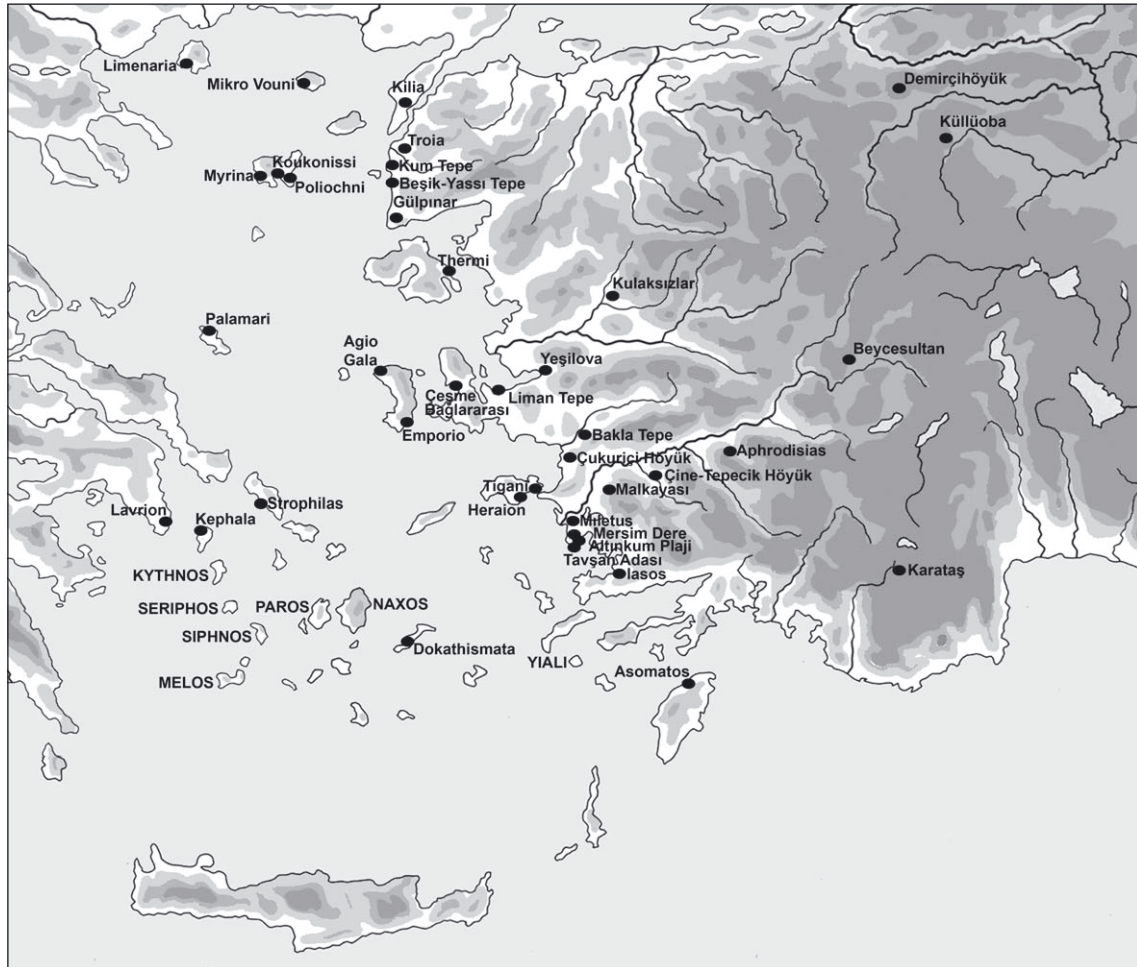 Limenaria
Mikro Vouni
Kilia
Demirçihöyük
Küllüoba
Troia
Kum Tepe
Koukonissi
Myrina
Poliochni
Beşik-Yassı Tepe
Gülpınar
Thermi
Kulaksızlar
Palamari
Agio
Gala
Yeşilova
Beycesultan
Çeşme
Bağlararası
Liman Tepe
Emporio
Bakla Tepe
Aphrodisias
Çukuriçi Höyük
Çine-Tepecik Höyük
Tigani
Malkayası
Heraion
Strophilas
Lavrion
Kephala
Miletus
Mersim Dere
Altınkum Plaji
Tavşan Adası
Iasos
Karataş
KYTHNOS
SERIPHOS
PAROS
NAXOS
SIPHNOS
Dokathismata
YIALI
MELOS
Asomatos